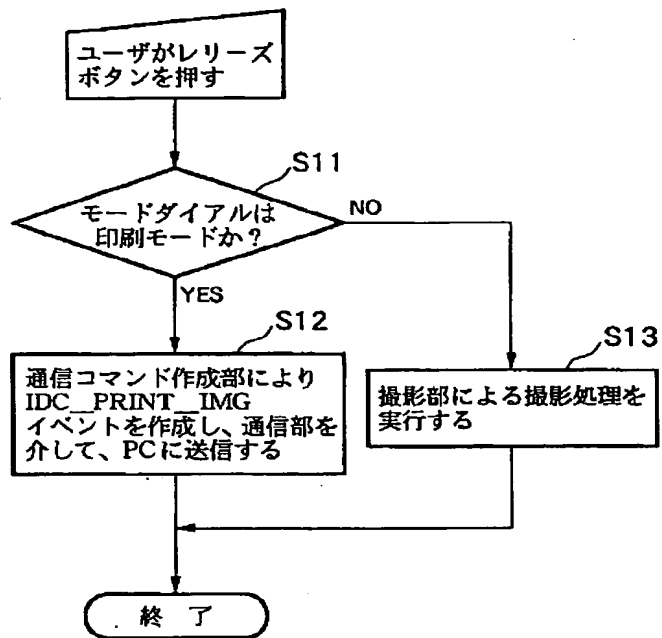 ユーザがレリーズ
ボタンを押す
S11
モードダイアルは
印刷モードか？
NO
YES
S12
通信コマンド作成部により
IDC__PRINT__IMG
イベントを作成し、通信部を
介して、PCに送信する
S13
撮影部による撮影処理を
実行する
終 了